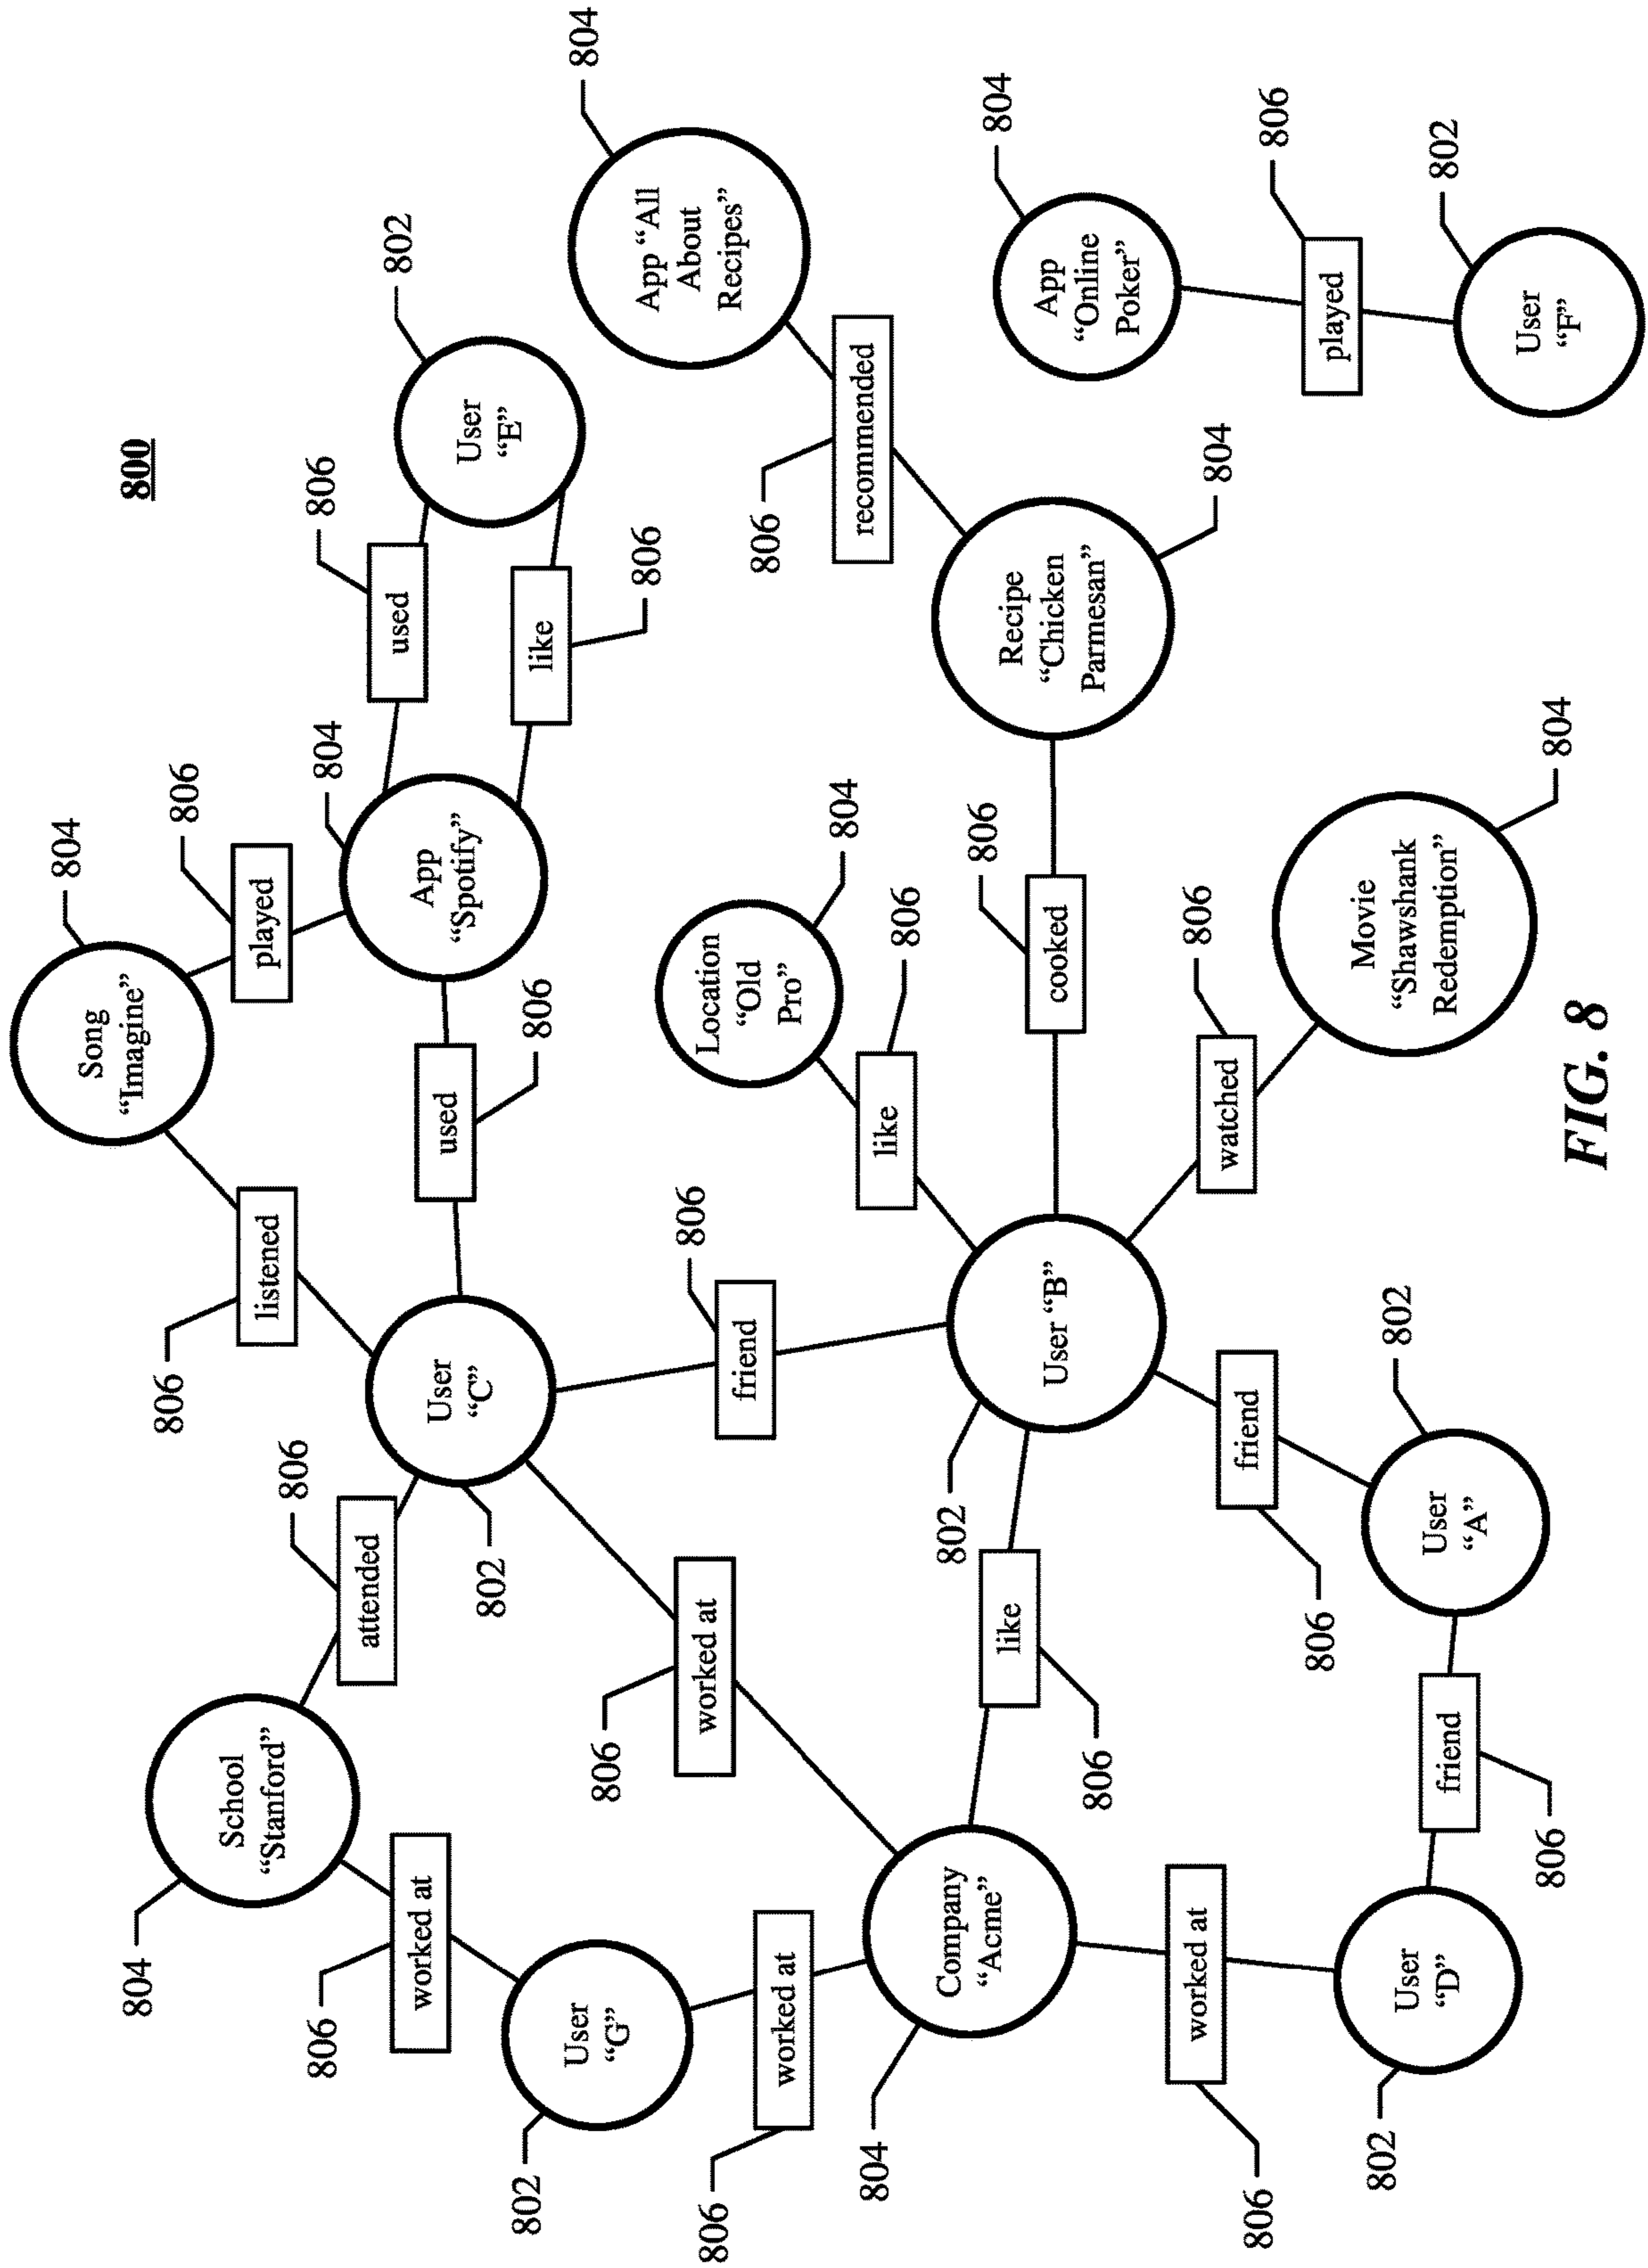 804
Song
“Imagine”
804
800
806
806
School
“Stanford”
listened
played
806
806
806
804
attended
used
802
worked at
User
“C”
used
App
“Spotify”
User
“E”
802
802
806
like
User
“G”
804
806
806
App “All
About
Recipes”
worked at
806
Location
“Old
Pro”
806
friend
806
worked at
804
recommended
804
like
806
Company
“Acme”
802
806
804
like
cooked
Recipe
“Chicken
Parmesan”
User “B”
App
“Online
Poker”
806
worked at
806
804
watched
friend
806
806
806
played
Movie
“Shawshank
Redemption”
802
802
User
“D”
User
“A”
802
friend
User
“F”
806
804
FIG. 8